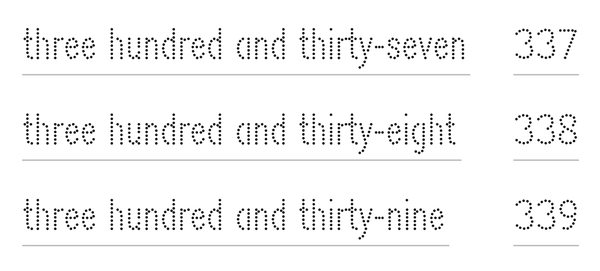 three hundred and thirty-seven 337
three hundred and thirty-eight 338
three hundred and thirty-nine 339